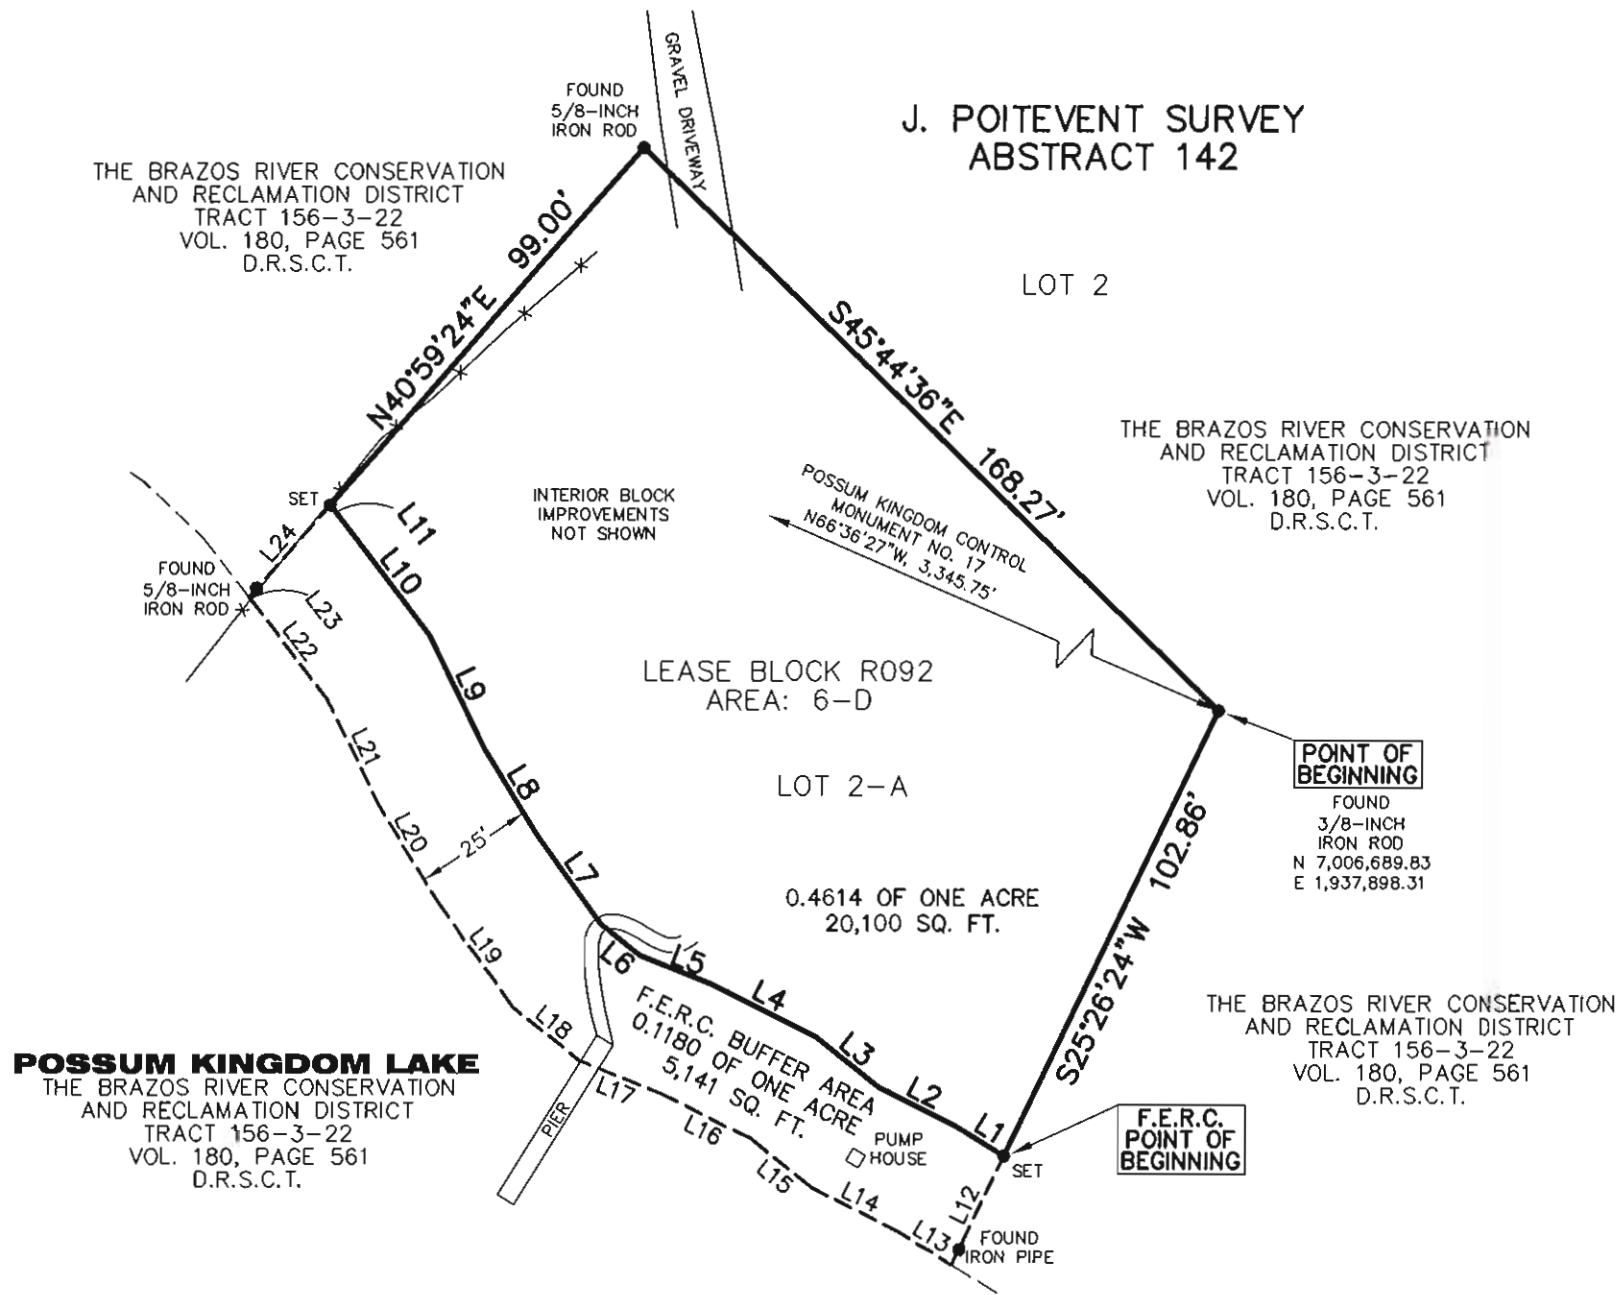 GRAVEL DRIVEWAY
FOUND
5/8-INCH
IRON ROD
J. POITEVENT SURVEY
ABSTRACT 142
THE BRAZOS RIVER CONSERVATION
AND RECLAMATION DISTRICT
TRACT 156-3-22
VOL. 180, PAGE 561
D.R.S.C.T.
N40°59'24"E 99.00'
LOT 2
S45°44'36"E 168.27'
THE BRAZOS RIVER CONSERVATION
AND RECLAMATION DISTRICT
TRACT 156-3-22
VOL. 180, PAGE 561
D.R.S.C.T.
POSSUM KINGDOM CONTROL
MONUMENT NO. 17
N66°36'27"W, 3,345.75'
INTERIOR BLOCK
IMPROVEMENTS
NOT SHOWN
SET
L11
L24
L10
FOUND
5/8-INCH
IRON ROD
L23
L22
L9
LEASE BLOCK R092
AREA: 6-D
L21
L8
LOT 2-A
POINT OF
BEGINNING
FOUND
3/8-INCH
IRON ROD
N 7,006,689.83
E 1,937,898.31
L20
25'
L7
0.4614 OF ONE ACRE
20,100 SQ. FT.
S25°26'24"W 102.86'
L19
L6
L5
L4
L3
L2
L1
F.E.R.C. BUFFER AREA
0.1180 OF ONE ACRE
5,141 SQ. FT.
L18
THE BRAZOS RIVER CONSERVATION
AND RECLAMATION DISTRICT
TRACT 156-3-22
VOL. 180, PAGE 561
D.R.S.C.T.
POSSUM KINGDOM LAKE
THE BRAZOS RIVER CONSERVATION
AND RECLAMATION DISTRICT
TRACT 156-3-22
VOL. 180, PAGE 561
D.R.S.C.T.
PIER
L17
L16
PUMP
HOUSE
L15
L14
L13
L12
SET
F.E.R.C.
POINT OF
BEGINNING
FOUND
IRON PIPE